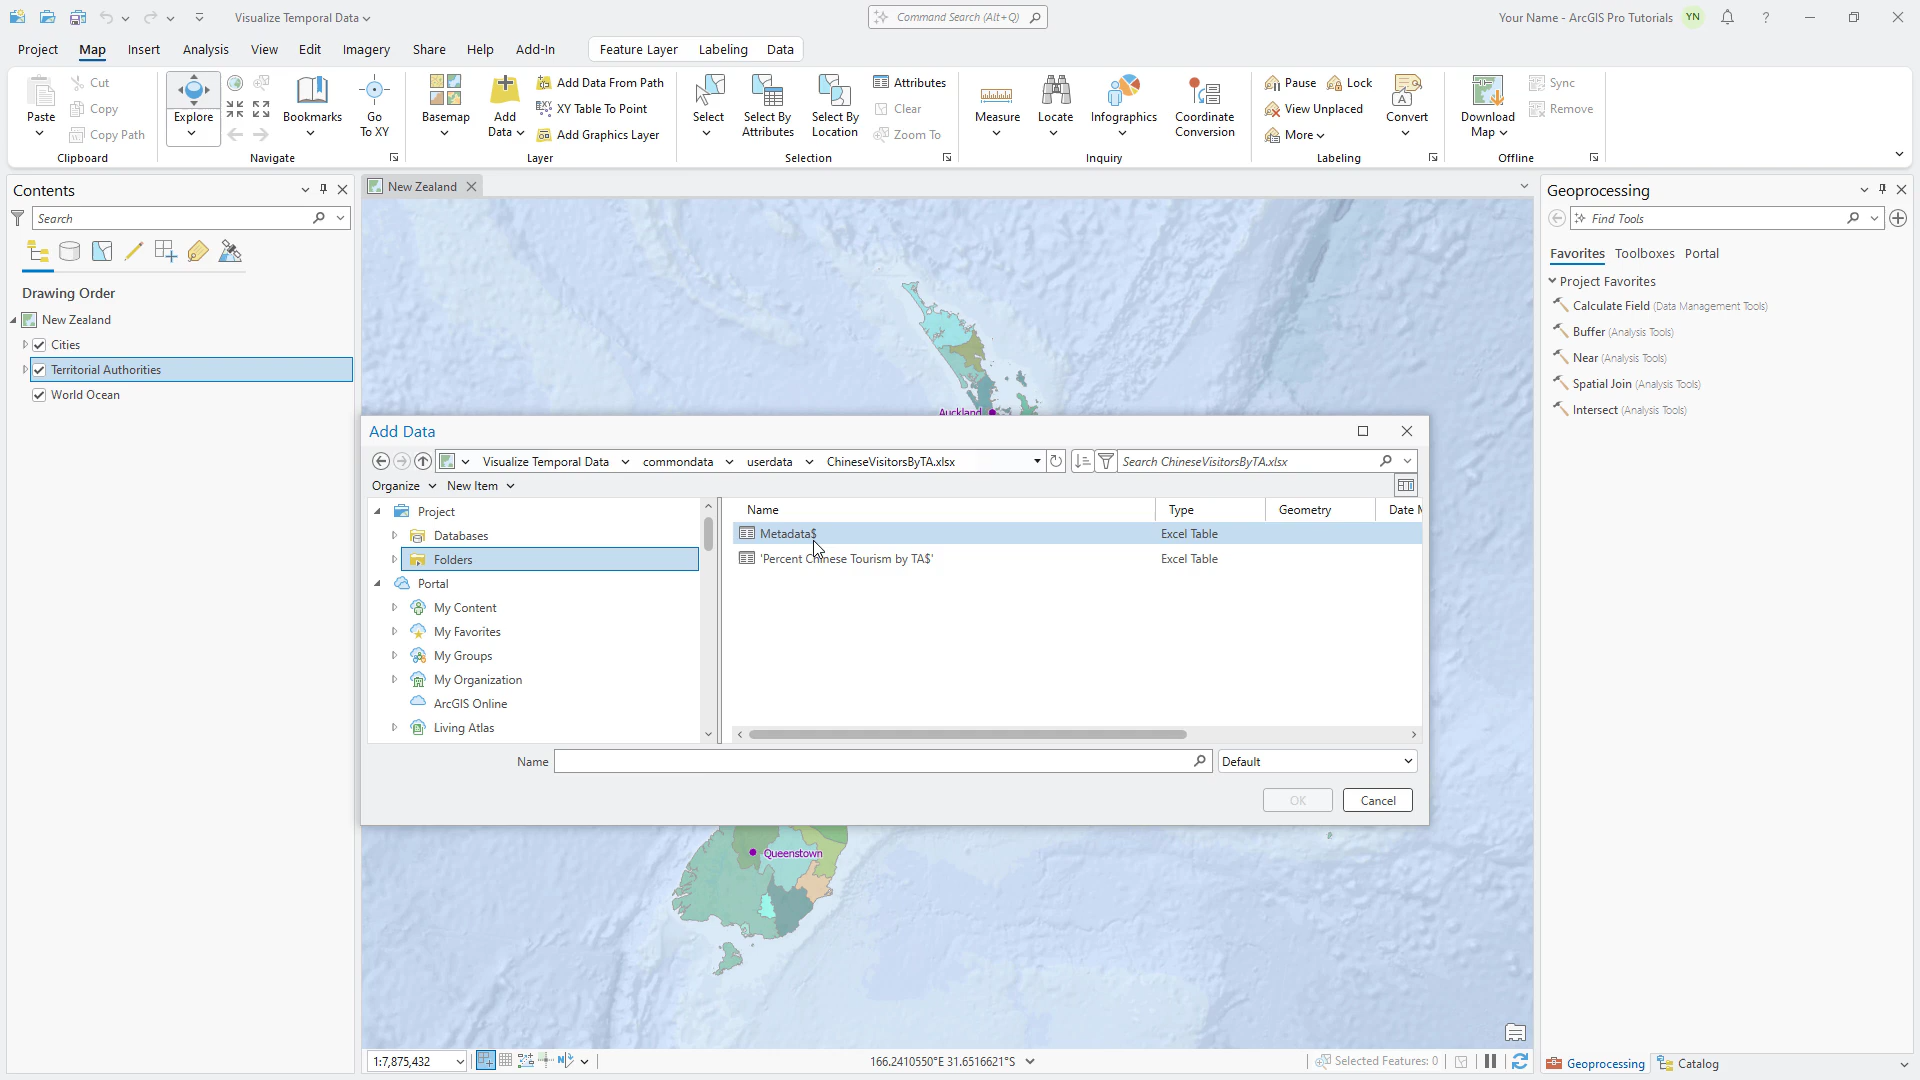 Visualize Temporal Data
Command Search (Alt+Q)
Your Name - ArcGIS Pro Tutorials
YN
?
Project
Map
Insert
Analysis
View
Edit
Imagery
Share
Help
Add-In
Feature Layer
Labeling
Data
Paste
Cut
Copy
Copy Path
Clipboard
Explore
Bookmarks
Go
To XY
Navigate
Basemap
Add
Data
Add Data From Path
XY Table To Point
Add Graphics Layer
Layer
Select
Select By
Attributes
Select By
Location
Attributes
Clear
Zoom To
Selection
Measure
Locate
Infographics
Coordinate
Conversion
Inquiry
Pause
Lock
View Unplaced
More
Convert
Labeling
Download
Map
Sync
Remove
Offline
Contents
Search
Drawing Order
New Zealand
Cities
Territorial Authorities
World Ocean
New Zealand
Auckland
Add Data
Visualize Temporal Data
commondata
userdata
ChineseVisitorsByTA.xlsx
Search ChineseVisitorsByTA.xlsx
Organize
New Item
Project
Databases
Folders
Portal
My Content
My Favorites
My Groups
My Organization
ArcGIS Online
Living Atlas
Name
Type
Geometry
Date M
Metadata$
Excel Table
'Percent Chinese Tourism by TA$'
Excel Table
Name
Default
OK
Cancel
Queenstown
1:7,875,432
166.2410550°E 31.6516621°S
Selected Features: 0
Geoprocessing
Find Tools
Favorites
Toolboxes
Portal
Project Favorites
Calculate Field (Data Management Tools)
Buffer (Analysis Tools)
Near (Analysis Tools)
Spatial Join (Analysis Tools)
Intersect (Analysis Tools)
Geoprocessing
Catalog